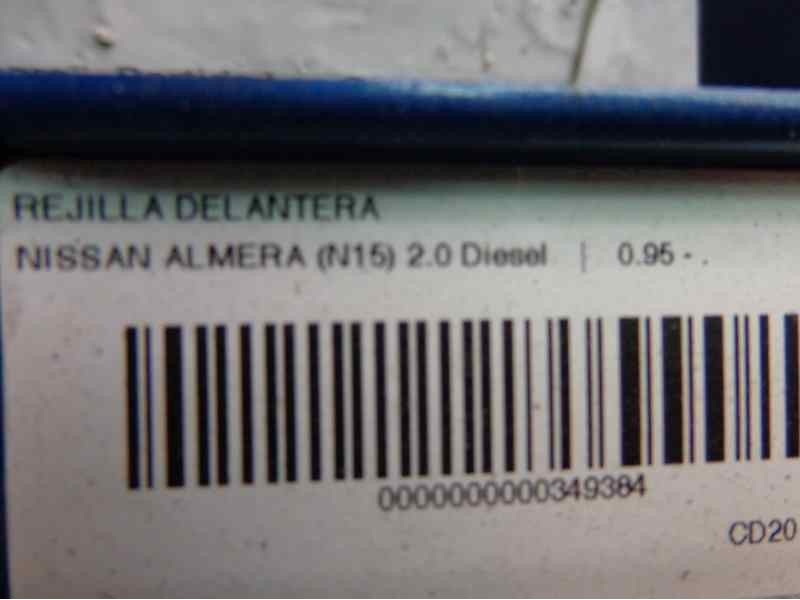 REJILLA DELANTERA
NISSAN ALMERA (N15) 2.0 Diesel | 0.95 - .
0000000000349384
CD20